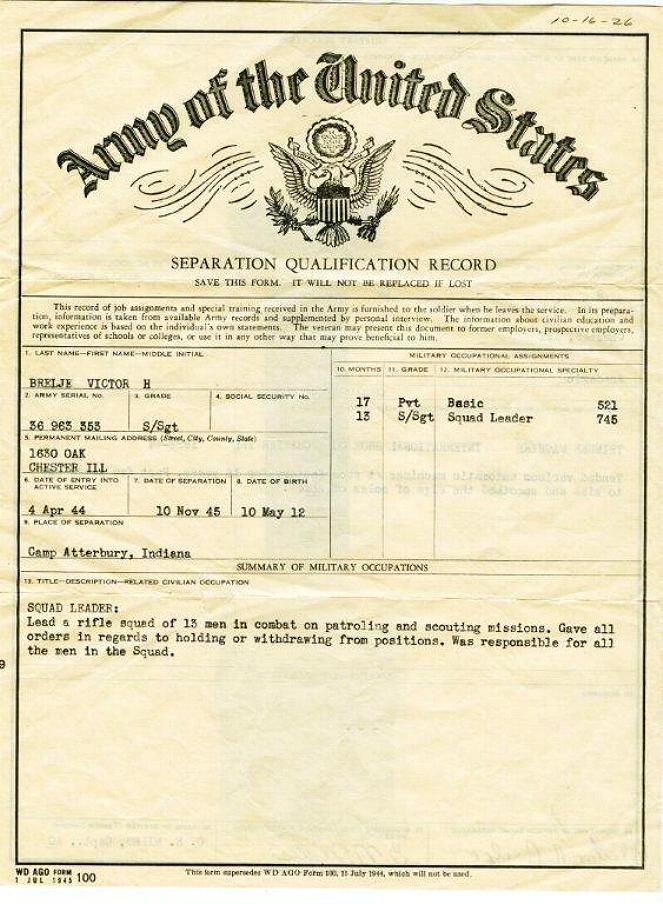 10-16-26
Army of the United States
SEPARATION QUALIFICATION RECORD
SAVE THIS FORM. IT WILL NOT BE REPLACED IF LOST
This record of job assignments and special training received in the Army is furnished to the soldier when he leaves the service. In its prepara-
tion, information is taken from available Army records and supplemented by personal interview. The information about civilian education and
work experience is based on the individual's own statements. The veteran may present this document to former employers, prospective employers,
representatives of schools or colleges, or use it in any other way that may prove beneficial to him.
1. LAST NAME—FIRST NAME—MIDDLE INITIAL
BRELJE VICTOR H
2. ARMY SERIAL No. 3. GRADE 4. SOCIAL SECURITY No.
36 963 353 S/Sgt
5. PERMANENT MAILING ADDRESS (Street, City, County, State)
1630 OAK
CHESTER ILL
6. DATE OF ENTRY INTO ACTIVE SERVICE 7. DATE OF SEPARATION 8. DATE OF BIRTH
4 Apr 44 10 Nov 45 10 May 12
9. PLACE OF SEPARATION
Camp Atterbury, Indiana
MILITARY OCCUPATIONAL ASSIGNMENTS
10. MONTHS 11. GRADE 12. MILITARY OCCUPATIONAL SPECIALTY
17 Pvt Basic 521
13 S/Sgt Squad Leader 745
SUMMARY OF MILITARY OCCUPATIONS
13. TITLE—DESCRIPTION—RELATED CIVILIAN OCCUPATION
SQUAD LEADER:
Lead a rifle squad of 13 men in combat on patroling and scouting missions. Gave all
orders in regards to holding or withdrawing from positions. Was responsible for all
the men in the Squad.
9
WD AGO FORM 100
1 JUL 1945
This form supersedes WD AGO Form 100, 15 July 1944, which will not be used.